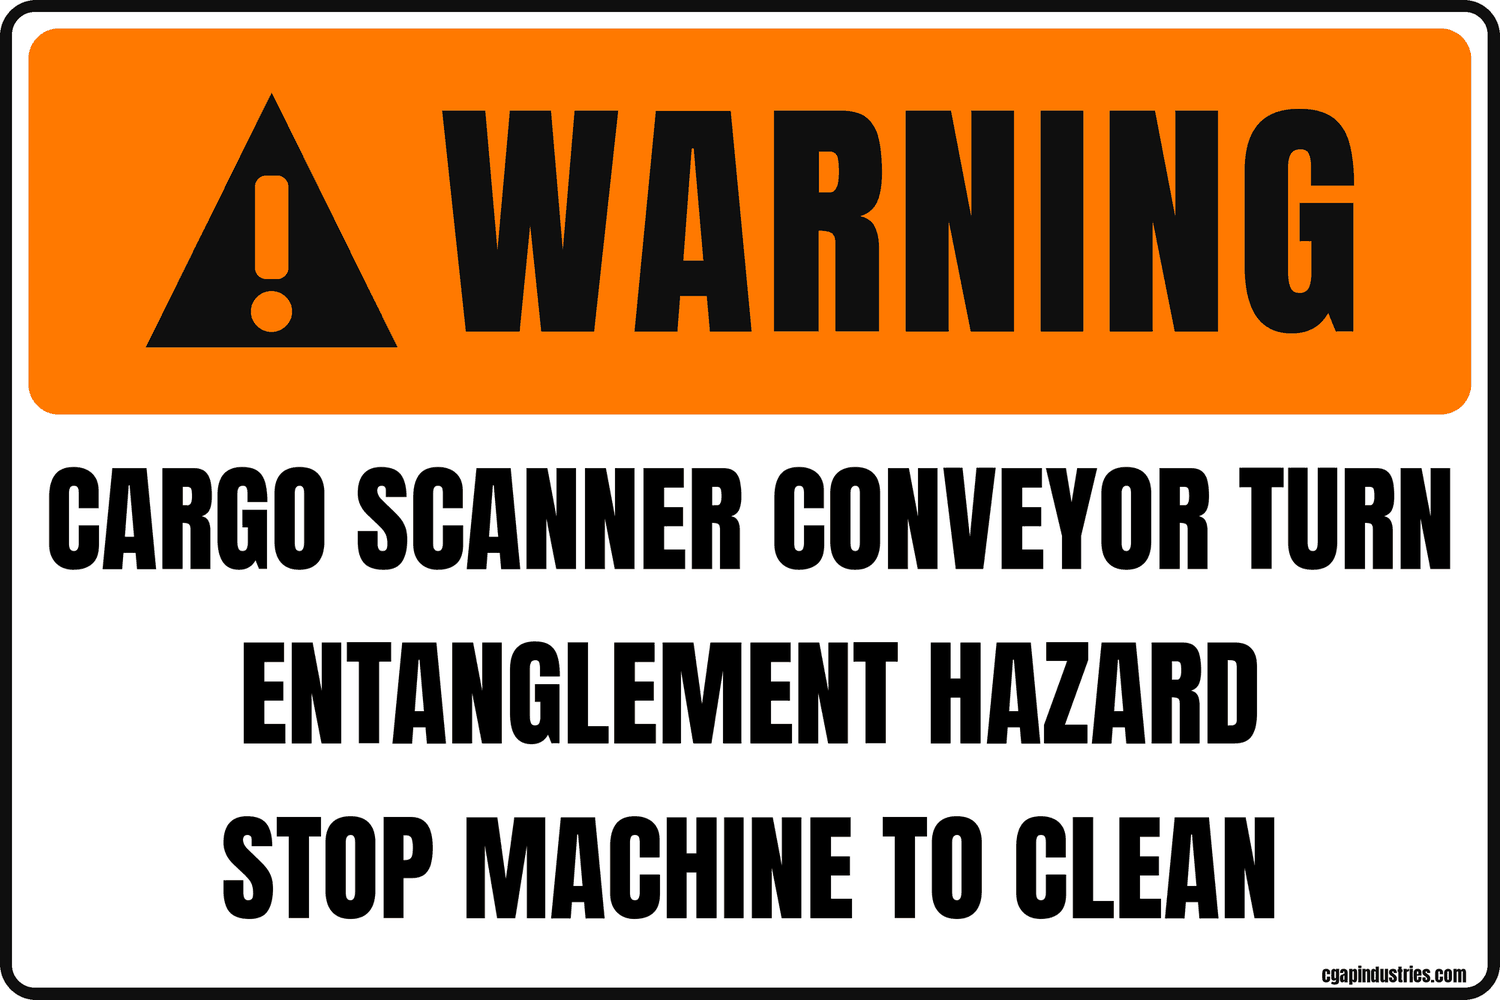 WARNING
CARGO SCANNER CONVEYOR TURN
ENTANGLEMENT HAZARD
STOP MACHINE TO CLEAN
cgapindustries.com